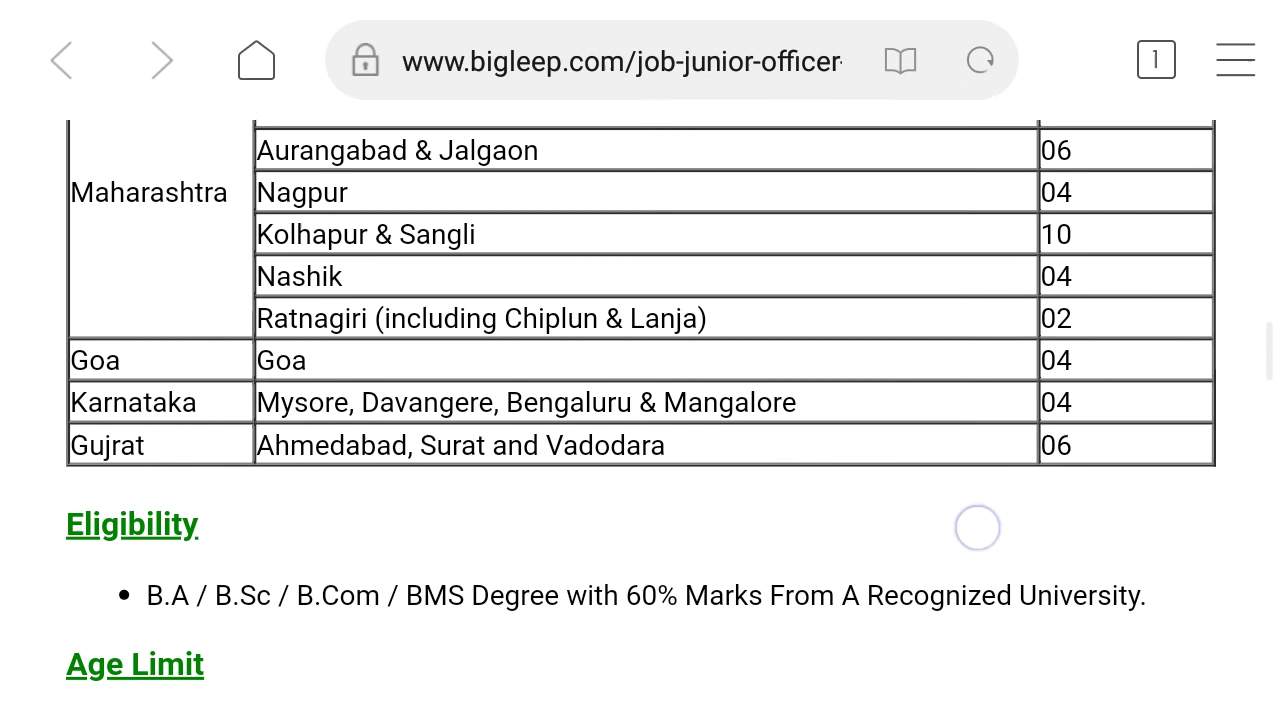 www.bigleep.com/job-junior-officer-
1
Aurangabad & Jalgaon 06
Maharashtra Nagpur 04
Kolhapur & Sangli 10
Nashik 04
Ratnagiri (including Chiplun & Lanja) 02
Goa Goa 04
Karnataka Mysore, Davangere, Bengaluru & Mangalore 04
Gujrat Ahmedabad, Surat and Vadodara 06
Eligibility
• B.A / B.Sc / B.Com / BMS Degree with 60% Marks From A Recognized University.
Age Limit